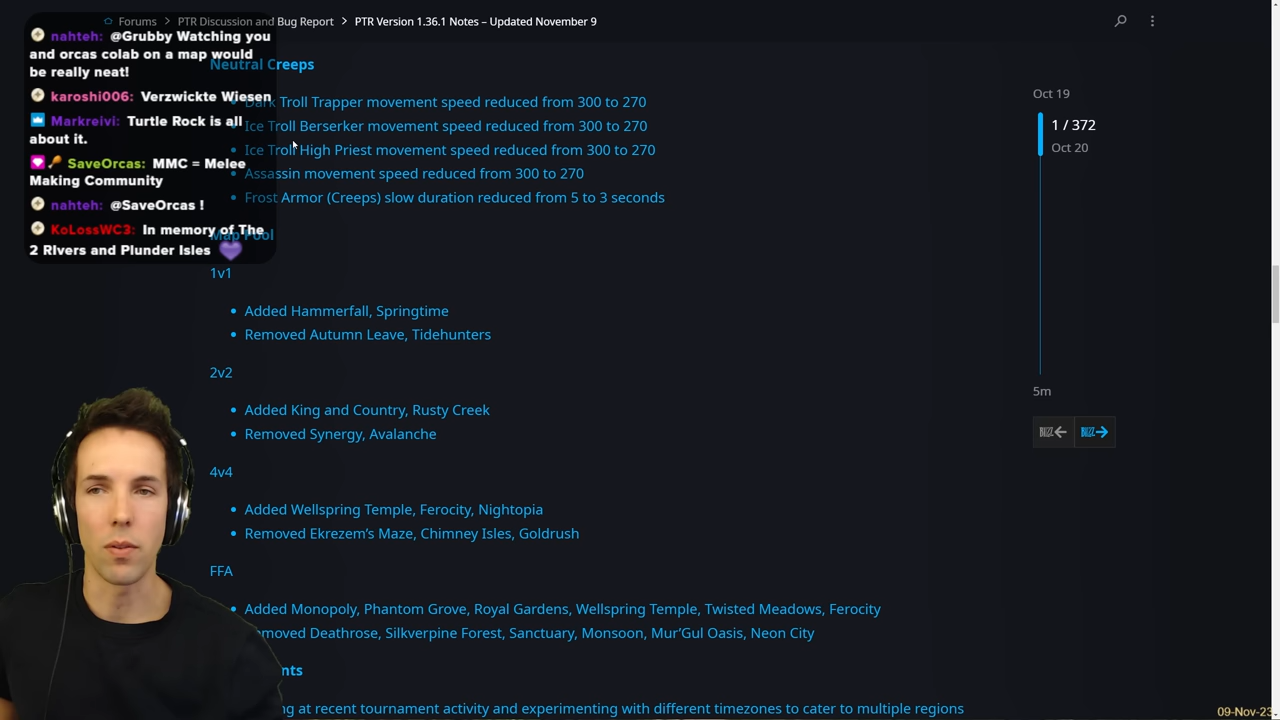 Forums > PTR Discussion and Bug Report > PTR Version 1.36.1 Notes – Updated November 9
nahteh: @Grubby Watching you
and orcas colab on a map would
be really neat!
karoshi006: Verzwickte Wiesen
Markreivi: Turtle Rock is all
about it.
SaveOrcas: MMC = Melee
Making Community
nahteh: @SaveOrcas !
KoLossWC3: In memory of The
2 RIvers and Plunder Isles
Neutral Creeps
Dark Troll Trapper movement speed reduced from 300 to 270
Ice Troll Berserker movement speed reduced from 300 to 270
Ice Troll High Priest movement speed reduced from 300 to 270
Assassin movement speed reduced from 300 to 270
Frost Armor (Creeps) slow duration reduced from 5 to 3 seconds
Map Pool
1v1
Added Hammerfall, Springtime
Removed Autumn Leave, Tidehunters
2v2
Added King and Country, Rusty Creek
Removed Synergy, Avalanche
4v4
Added Wellspring Temple, Ferocity, Nightopia
Removed Ekrezem’s Maze, Chimney Isles, Goldrush
FFA
Added Monopoly, Phantom Grove, Royal Gardens, Wellspring Temple, Twisted Meadows, Ferocity
Removed Deathrose, Silkverpine Forest, Sanctuary, Monsoon, Mur’Gul Oasis, Neon City
nts
ng at recent tournament activity and experimenting with different timezones to cater to multiple regions
Oct 19
1 / 372
Oct 20
5m
BLIZZ
BLIZZ
09-Nov-23